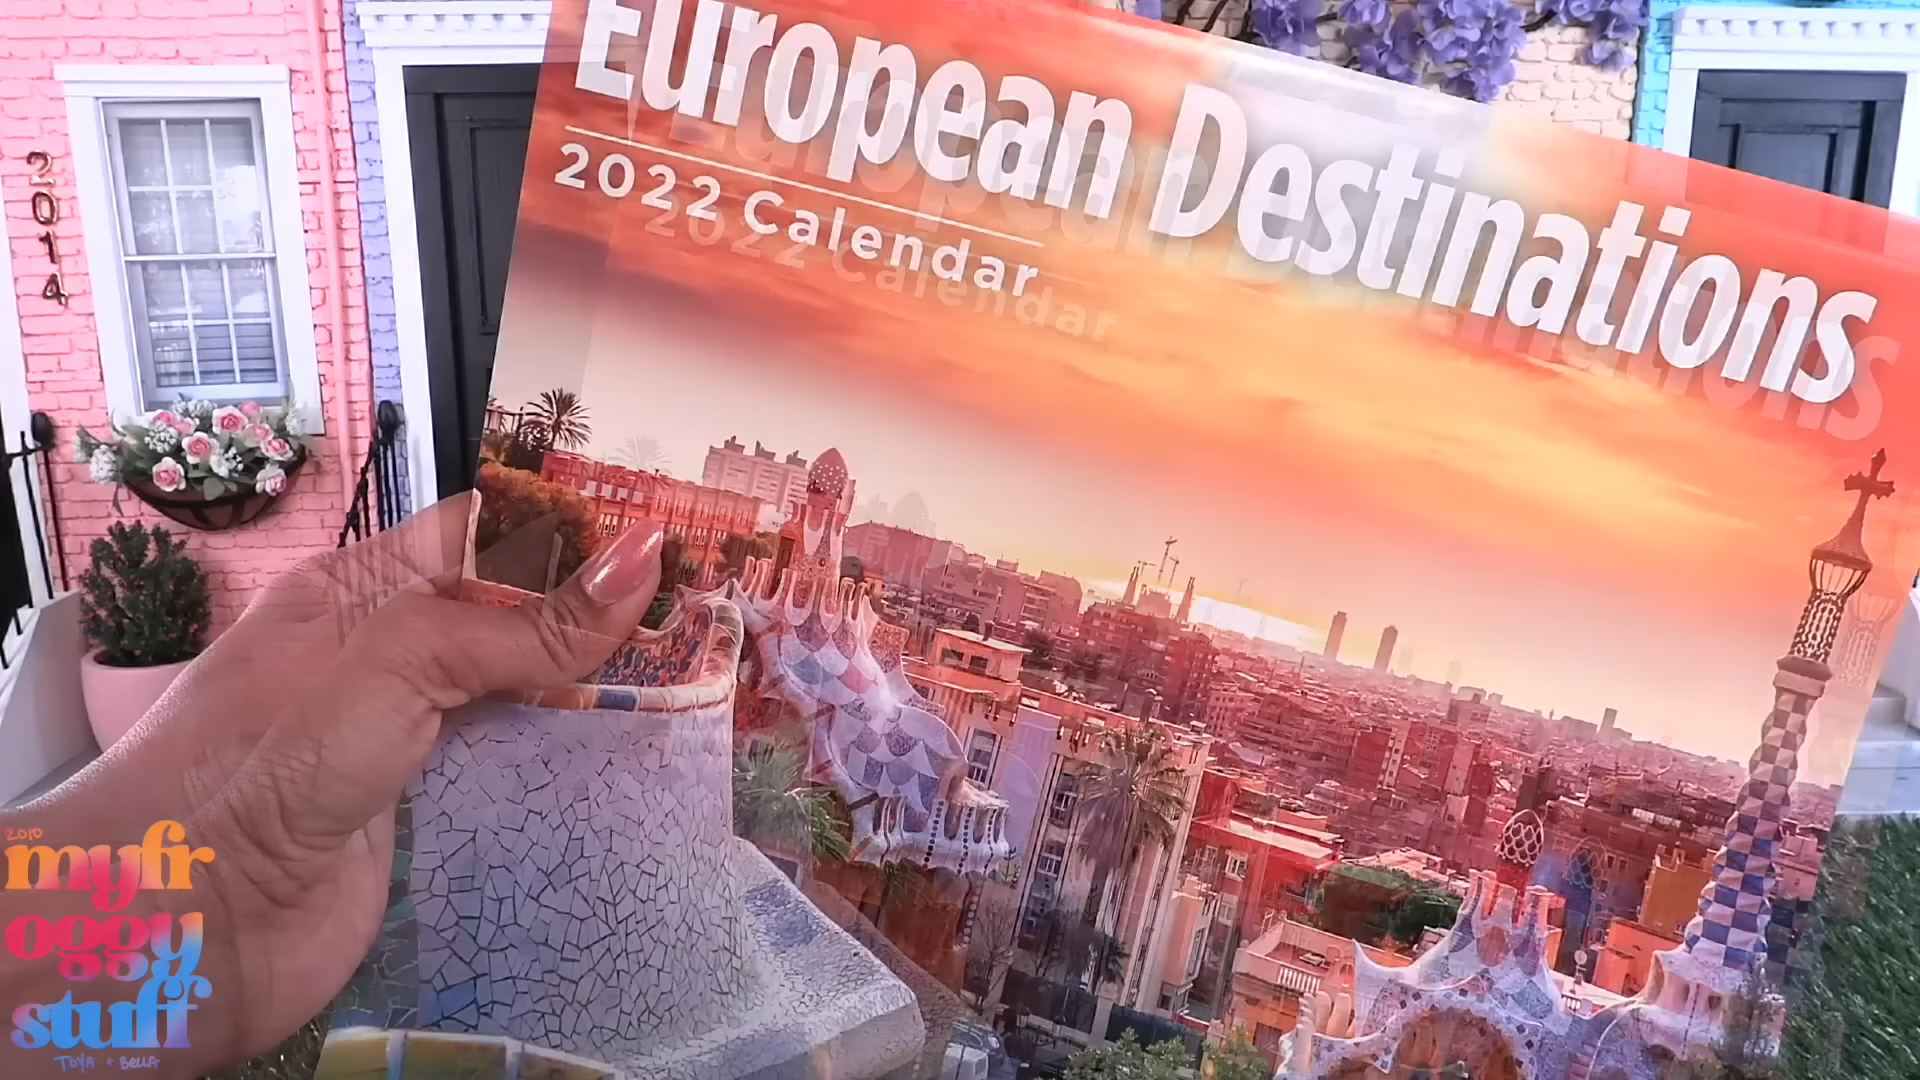 European Destinations
2022 Calendar
2014
2010
myfr
oggy
stuff
TOYA + BELLA